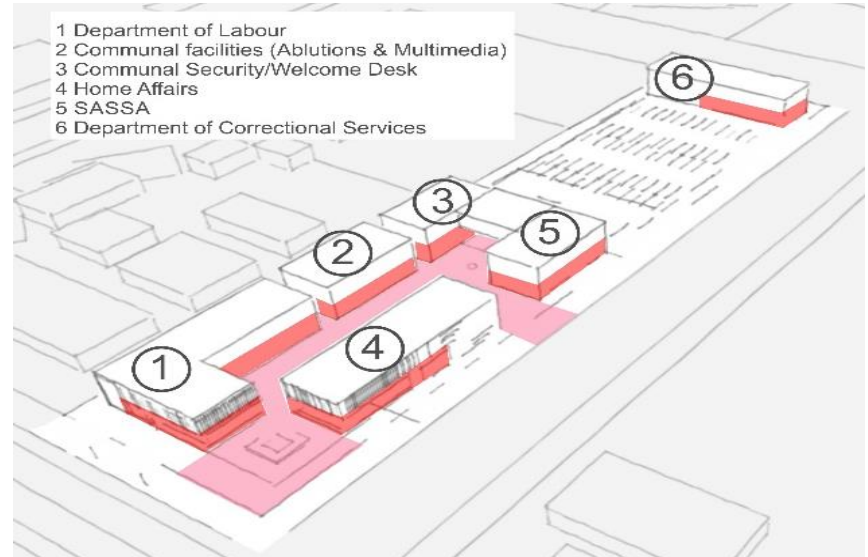 1 Department of Labour
2 Communal facilities (Ablutions & Multimedia)
3 Communal Security/Welcome Desk
4 Home Affairs
5 SASSA
6 Department of Correctional Services
6
3
5
2
4
1